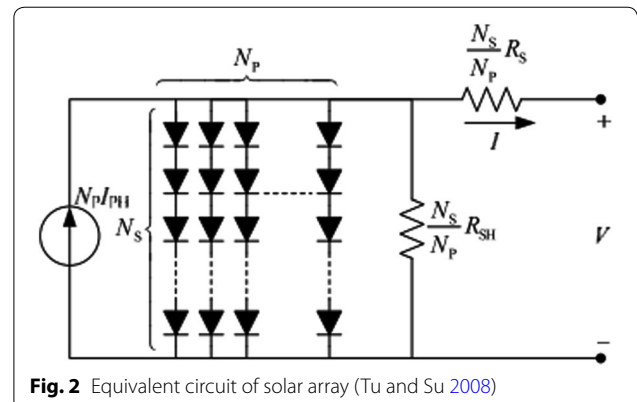 N_P
N_S
N_P
R_S
I
+
N_P I_PH
N_S
N_S
N_P
R_SH
V
−
Fig. 2 Equivalent circuit of solar array (Tu and Su 2008)